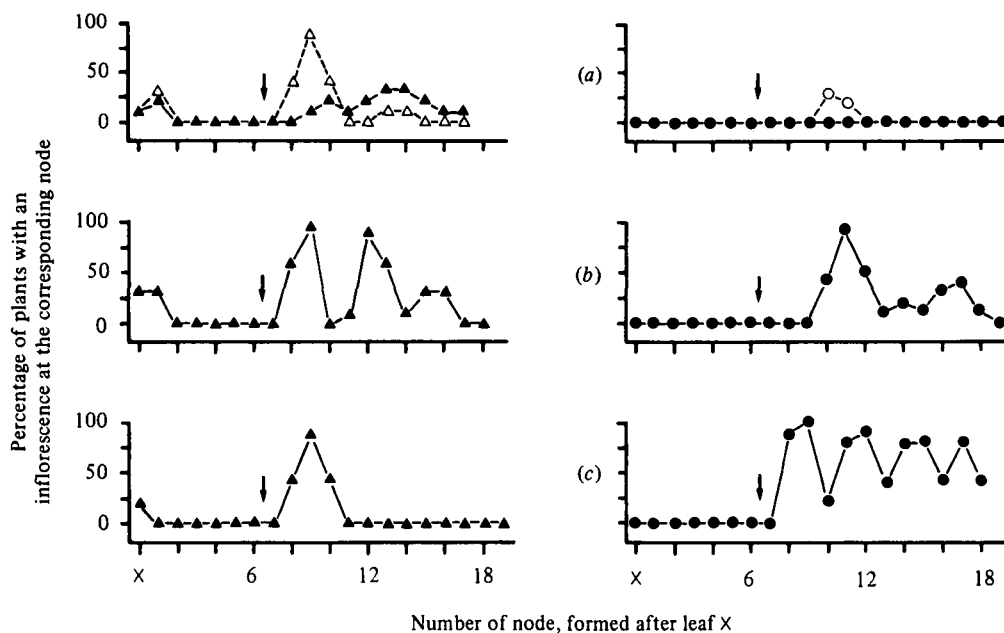 100
50
0
(a)
100
50
0
(b)
100
50
0
(c)
X 6 12 18
X 6 12 18
Percentage of plants with an
inflorescence at the corresponding node
Number of node, formed after leaf X